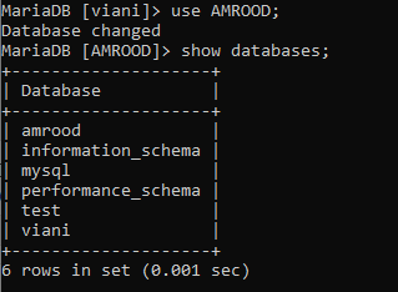 MariaDB [viani]> use AMROOD;
Database changed
MariaDB [AMROOD]> show databases;
+--------------------+
| Database           |
+--------------------+
| amrood             |
| information_schema |
| mysql              |
| performance_schema |
| test               |
| viani              |
+--------------------+
6 rows in set (0.001 sec)